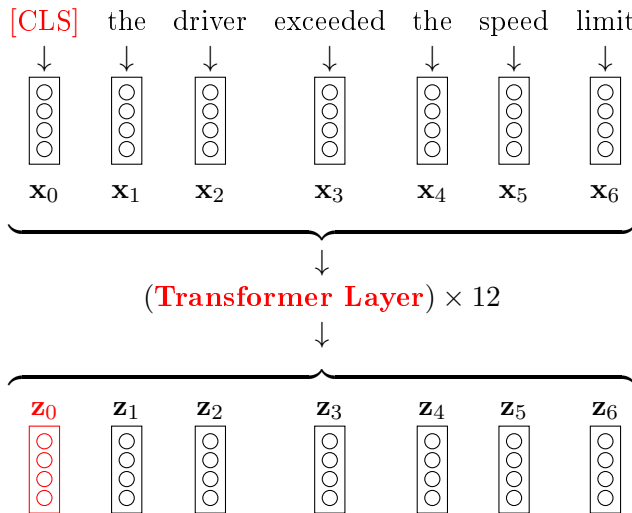 [CLS] the driver exceeded the speed limit
x₀ x₁ x₂ x₃ x₄ x₅ x₆
(Transformer Layer) × 12
z₀ z₁ z₂ z₃ z₄ z₅ z₆